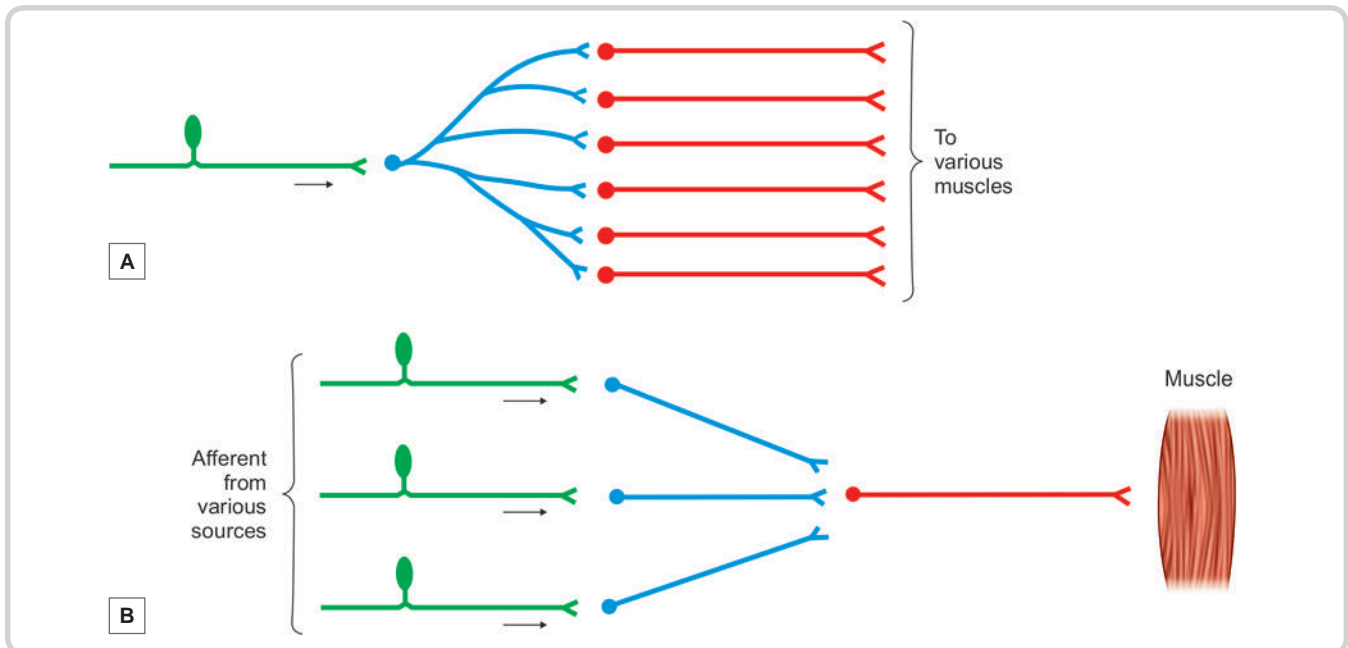 To
various
muscles
A
Muscle
Afferent
from
various
sources
B